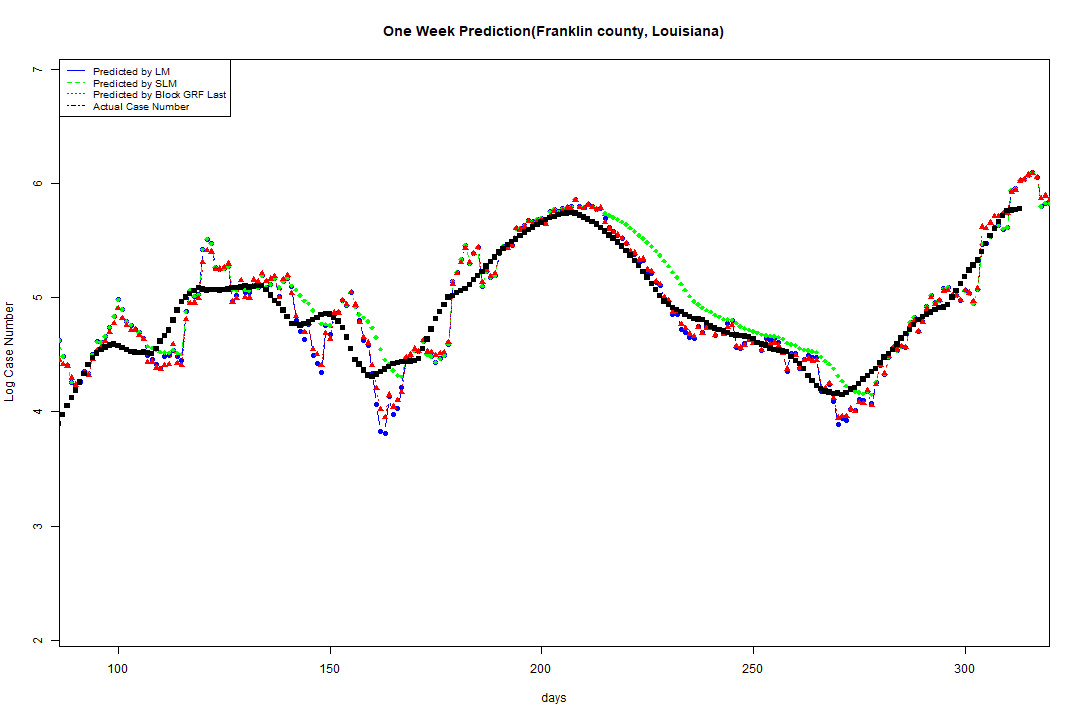 One Week Prediction(Franklin county, Louisiana)
Predicted by LM
Predicted by SLM
Predicted by Block GRF Last
Actual Case Number
7
6
5
4
3
2
Log Case Number
100
150
200
250
300
days